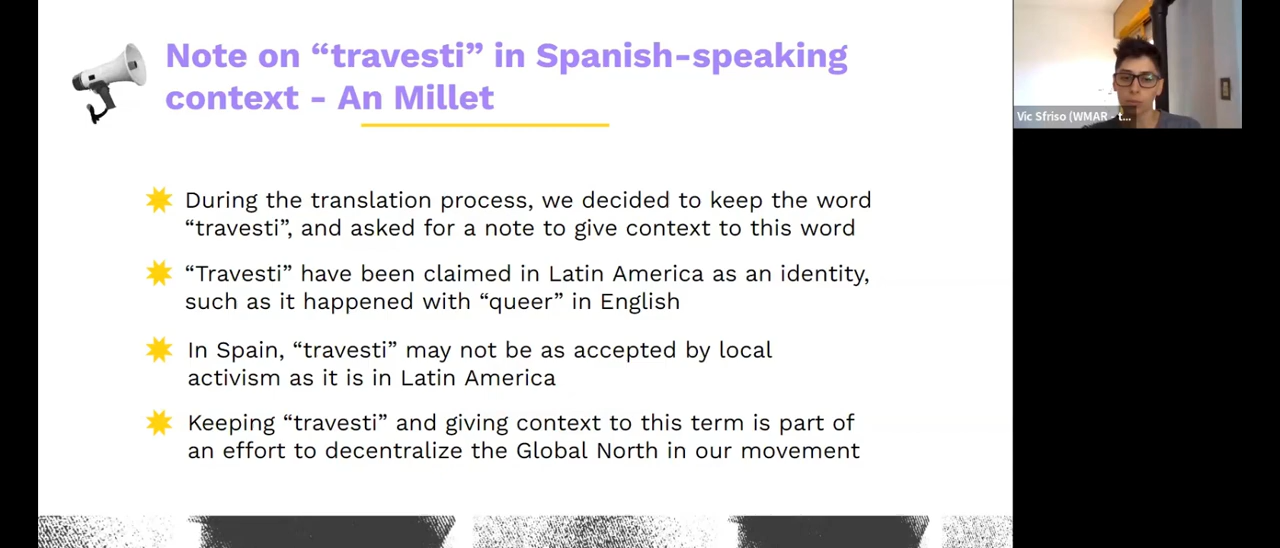 Note on “travesti” in Spanish-speaking
context - An Millet
During the translation process, we decided to keep the word
“travesti”, and asked for a note to give context to this word
“Travesti” have been claimed in Latin America as an identity,
such as it happened with “queer” in English
In Spain, “travesti” may not be as accepted by local
activism as it is in Latin America
Keeping “travesti” and giving context to this term is part of
an effort to decentralize the Global North in our movement
Vic Sfriso (WMAR - t...